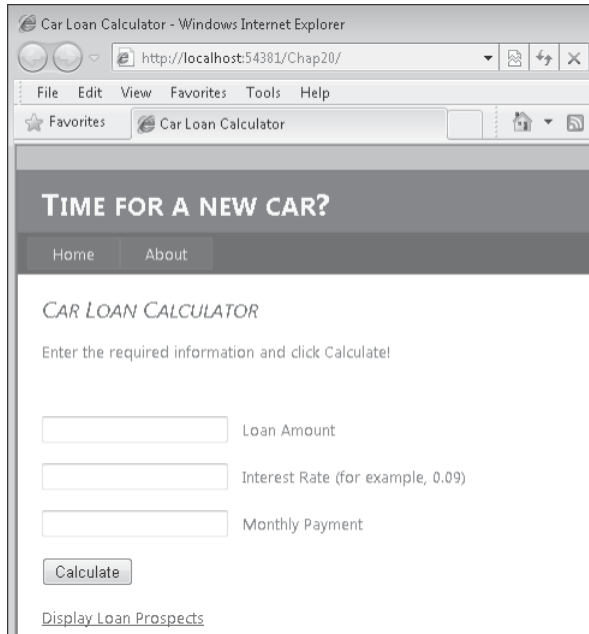 Car Loan Calculator - Windows Internet Explorer
http://localhost:54381/Chap20/
File Edit View Favorites Tools Help
Favorites Car Loan Calculator
TIME FOR A NEW CAR?
Home About
CAR LOAN CALCULATOR
Enter the required information and click Calculate!
Loan Amount
Interest Rate (for example, 0.09)
Monthly Payment
Calculate
Display Loan Prospects